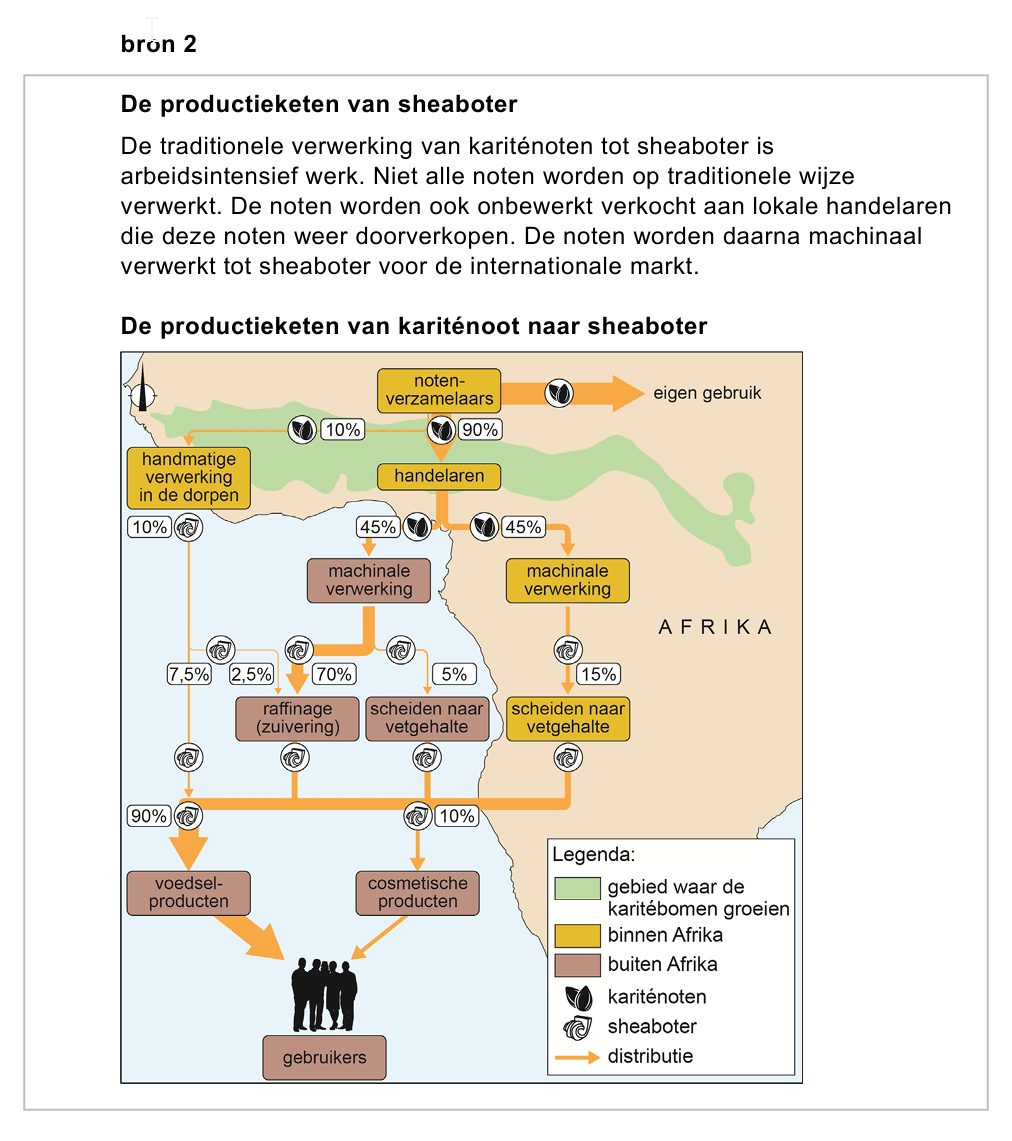 bron 2
De productieketen van sheaboter
De traditionele verwerking van kariténoten tot sheaboter is
arbeidsintensief werk. Niet alle noten worden op traditionele wijze
verwerkt. De noten worden ook onbewerkt verkocht aan lokale handelaren
die deze noten weer doorverkopen. De noten worden daarna machinaal
verwerkt tot sheaboter voor de internationale markt.
De productieketen van kariténoot naar sheaboter
noten-
verzamelaars
eigen gebruik
10%
90%
handmatige
verwerking
in de dorpen
handelaren
10%
45%
45%
machinale
verwerking
machinale
verwerking
AFRIKA
7,5%
2,5%
70%
5%
15%
raffinage
(zuivering)
scheiden naar
vetgehalte
scheiden naar
vetgehalte
90%
10%
voedsel-
producten
cosmetische
producten
gebruikers
Legenda:
gebied waar de
karitébomen groeien
binnen Afrika
buiten Afrika
kariténoten
sheaboter
distributie